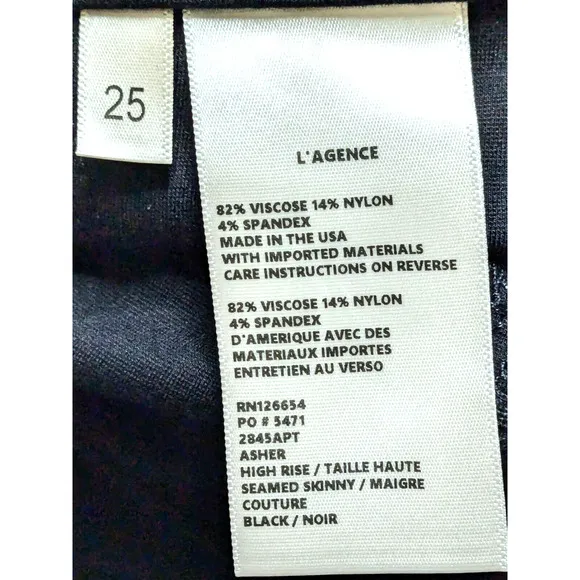 25
L'AGENCE
82% VISCOSE 14% NYLON
4% SPANDEX
MADE IN THE USA
WITH IMPORTED MATERIALS
CARE INSTRUCTIONS ON REVERSE
82% VISCOSE 14% NYLON
4% SPANDEX
D'AMERIQUE AVEC DES
MATERIAUX IMPORTES
ENTRETIEN AU VERSO
RN126654
PO # 5471
2845APT
ASHER
HIGH RISE / TAILLE HAUTE
SEAMED SKINNY / MAIGRE
COUTURE
BLACK / NOIR